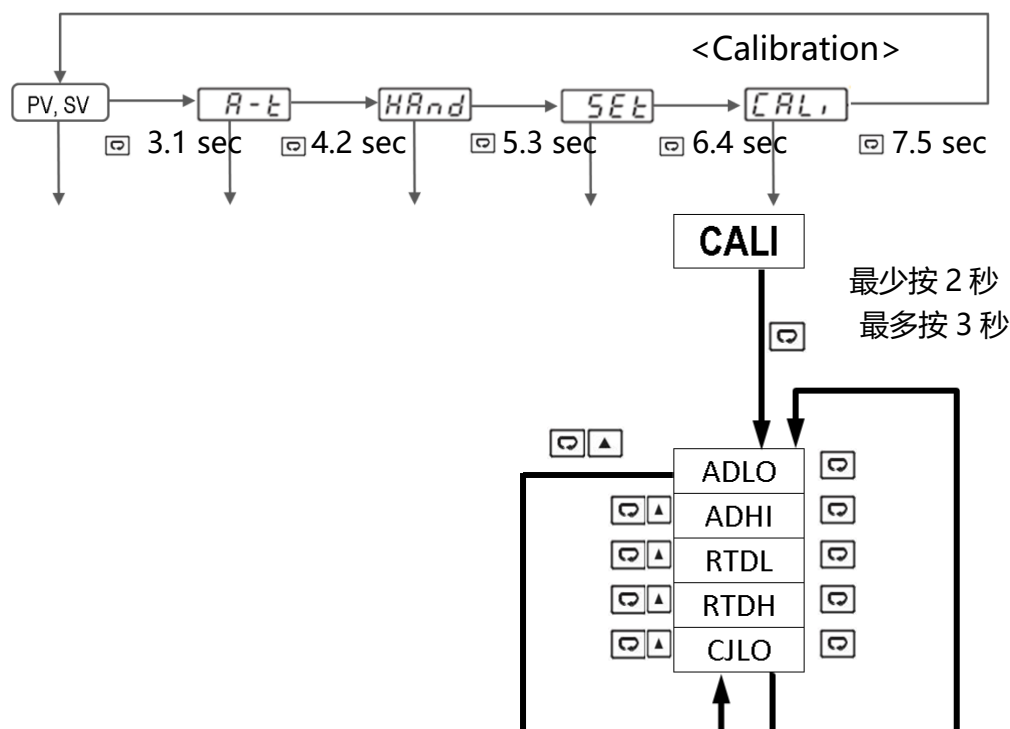 <Calibration>
PV, SV
A-t
HAnd
SEt
CALi
3.1 sec
4.2 sec
5.3 sec
6.4 sec
7.5 sec
CALI
最少按 2 秒
最多按 3 秒
ADLO
ADHI
RTDL
RTDH
CJLO